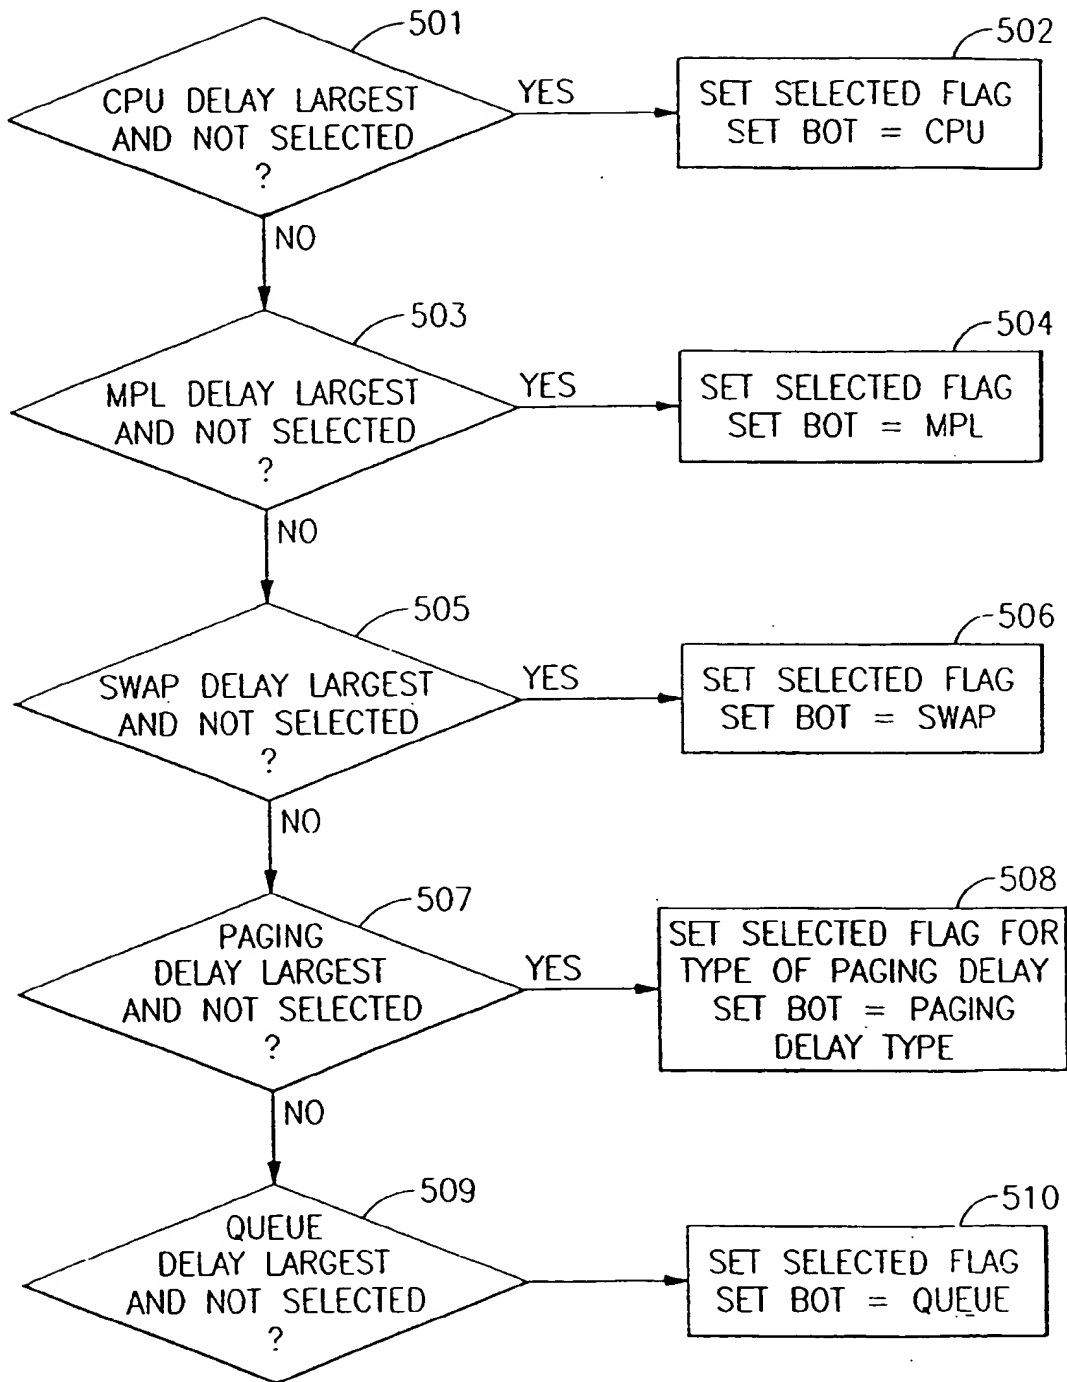 501
CPU DELAY LARGEST
AND NOT SELECTED
?
YES
502
SET SELECTED FLAG
SET BOT = CPU
NO
503
MPL DELAY LARGEST
AND NOT SELECTED
?
YES
504
SET SELECTED FLAG
SET BOT = MPL
NO
505
SWAP DELAY LARGEST
AND NOT SELECTED
?
YES
506
SET SELECTED FLAG
SET BOT = SWAP
NO
507
PAGING
DELAY LARGEST
AND NOT SELECTED
?
YES
508
SET SELECTED FLAG FOR
TYPE OF PAGING DELAY
SET BOT = PAGING
DELAY TYPE
NO
509
QUEUE
DELAY LARGEST
AND NOT SELECTED
?
510
SET SELECTED FLAG
SET BOT = QUEUE